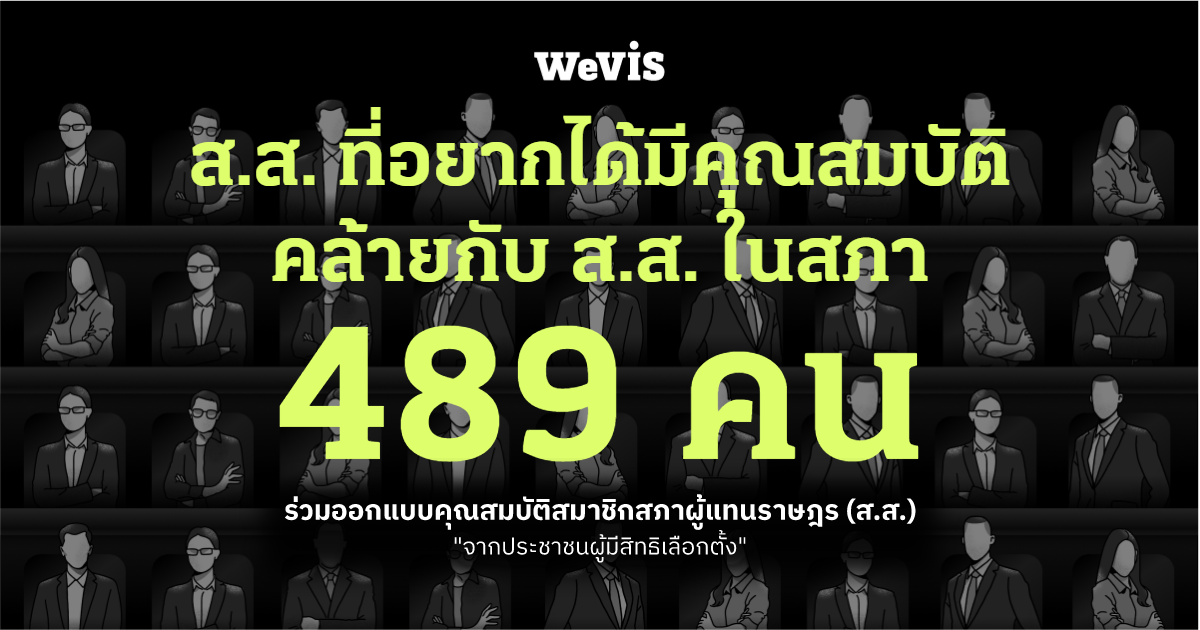 WeVIS
ส.ส. ที่อยากได้มีคุณสมบัติ
คล้ายกับ ส.ส. ในสภา
489 คน
ร่วมออกแบบคุณสมบัติสมาชิกสภาผู้แทนราษฎร (ส.ส.)
"จากประชาชนผู้มีสิทธิเลือกตั้ง"